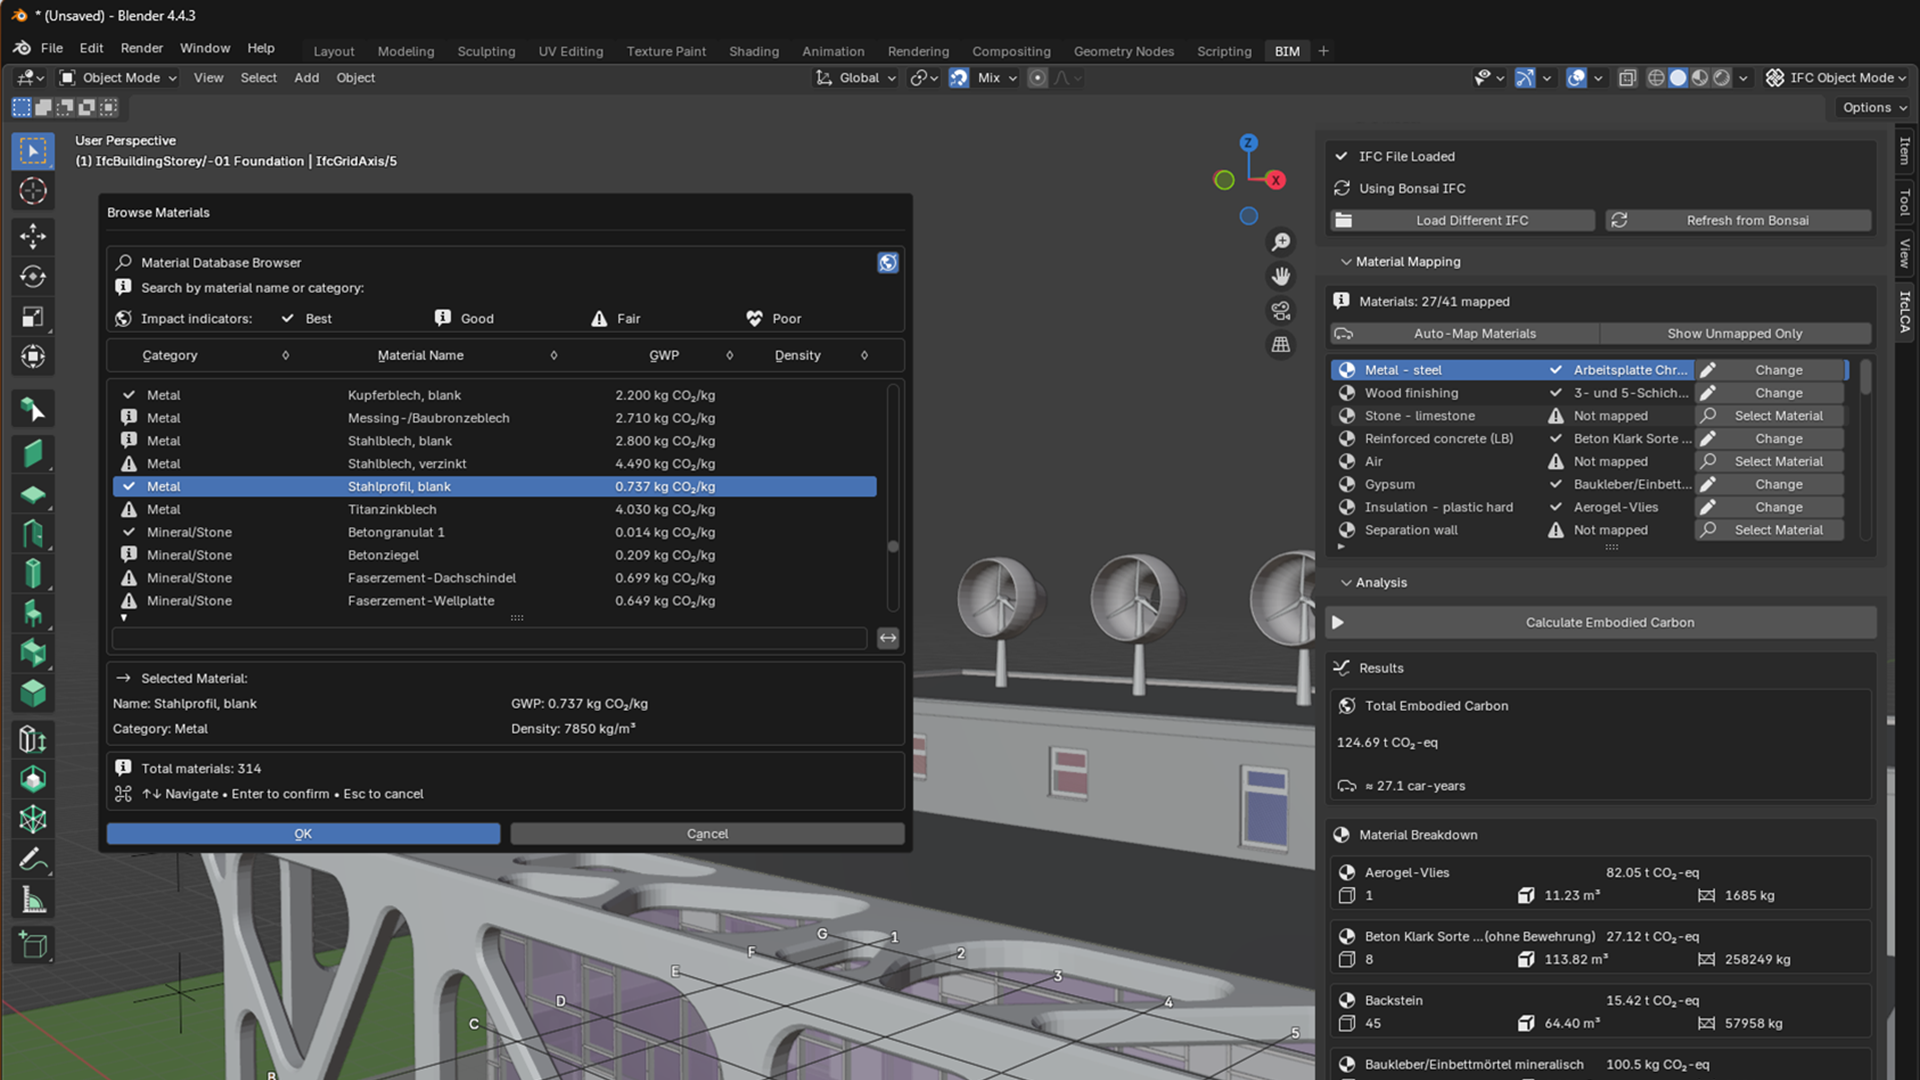 * (Unsaved) - Blender 4.4.3
File Edit Render Window Help Layout Modeling Sculpting UV Editing Texture Paint Shading Animation Rendering Compositing Geometry Nodes Scripting BIM +
Object Mode View Select Add Object Global Mix IFC Object Mode
Options
User Perspective
(1) IfcBuildingStorey/-01 Foundation | IfcGridAxis/5
Z
X
Browse Materials
Material Database Browser
Search by material name or category:
Impact indicators: Best Good Fair Poor
Category Material Name GWP Density
Metal Kupferblech, blank 2.200 kg CO₂/kg
Metal Messing-/Baubronzeblech 2.710 kg CO₂/kg
Metal Stahlblech, blank 2.800 kg CO₂/kg
Metal Stahlblech, verzinkt 4.490 kg CO₂/kg
Metal Stahlprofil, blank 0.737 kg CO₂/kg
Metal Titanzinkblech 4.030 kg CO₂/kg
Mineral/Stone Betongranulat 1 0.014 kg CO₂/kg
Mineral/Stone Betonziegel 0.209 kg CO₂/kg
Mineral/Stone Faserzement-Dachschindel 0.699 kg CO₂/kg
Mineral/Stone Faserzement-Wellplatte 0.649 kg CO₂/kg
Selected Material:
Name: Stahlprofil, blank GWP: 0.737 kg CO₂/kg
Category: Metal Density: 7850 kg/m³
Total materials: 314
↑↓ Navigate • Enter to confirm • Esc to cancel
OK Cancel
G
1
F
2
E
3
D
4
C
5
B
IFC File Loaded
Using Bonsai IFC
Load Different IFC Refresh from Bonsai
Material Mapping
Materials: 27/41 mapped
Auto-Map Materials Show Unmapped Only
Metal - steel Arbeitsplatte Chr... Change
Wood finishing 3- und 5-Schich... Change
Stone - limestone Not mapped Select Material
Reinforced concrete (LB) Beton Klark Sorte ... Change
Air Not mapped Select Material
Gypsum Baukleber/Einbett... Change
Insulation - plastic hard Aerogel-Vlies Change
Separation wall Not mapped Select Material
Analysis
Calculate Embodied Carbon
Results
Total Embodied Carbon
124.69 t CO₂-eq
≈ 27.1 car-years
Material Breakdown
Aerogel-Vlies 82.05 t CO₂-eq
1 11.23 m³ 1685 kg
Beton Klark Sorte ...(ohne Bewehrung) 27.12 t CO₂-eq
8 113.82 m³ 258249 kg
Backstein 15.42 t CO₂-eq
45 64.40 m³ 57958 kg
Baukleber/Einbettmörtel mineralisch 100.5 kg CO₂-eq
Item
Tool
View
IfcLCA